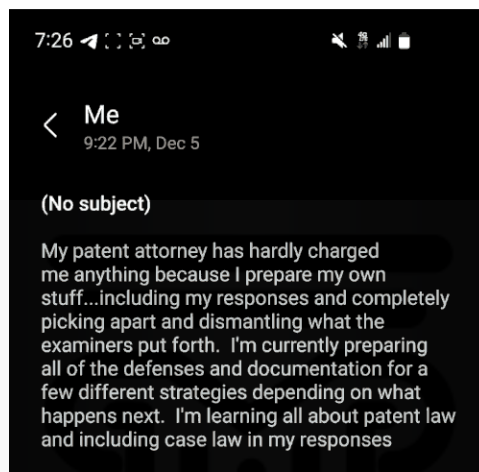 7:26
Me
9:22 PM, Dec 5
(No subject)
My patent attorney has hardly charged
me anything because I prepare my own
stuff...including my responses and completely
picking apart and dismantling what the
examiners put forth.  I'm currently preparing
all of the defenses and documentation for a
few different strategies depending on what
happens next.  I'm learning all about patent law
and including case law in my responses